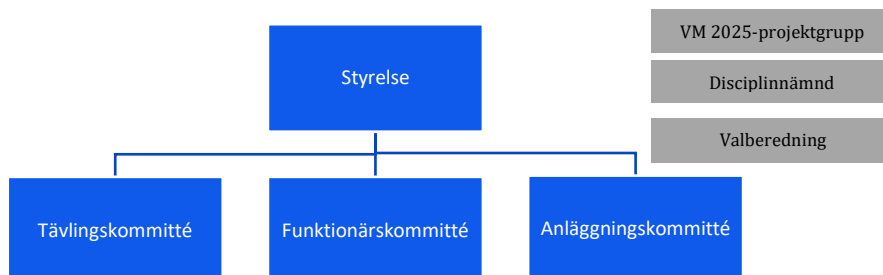 VM 2025-projektgrupp
Styrelse
Disciplinnämnd
Valberedning
Tävlingskommitté
Funktionärskommitté
Anläggningskommitté